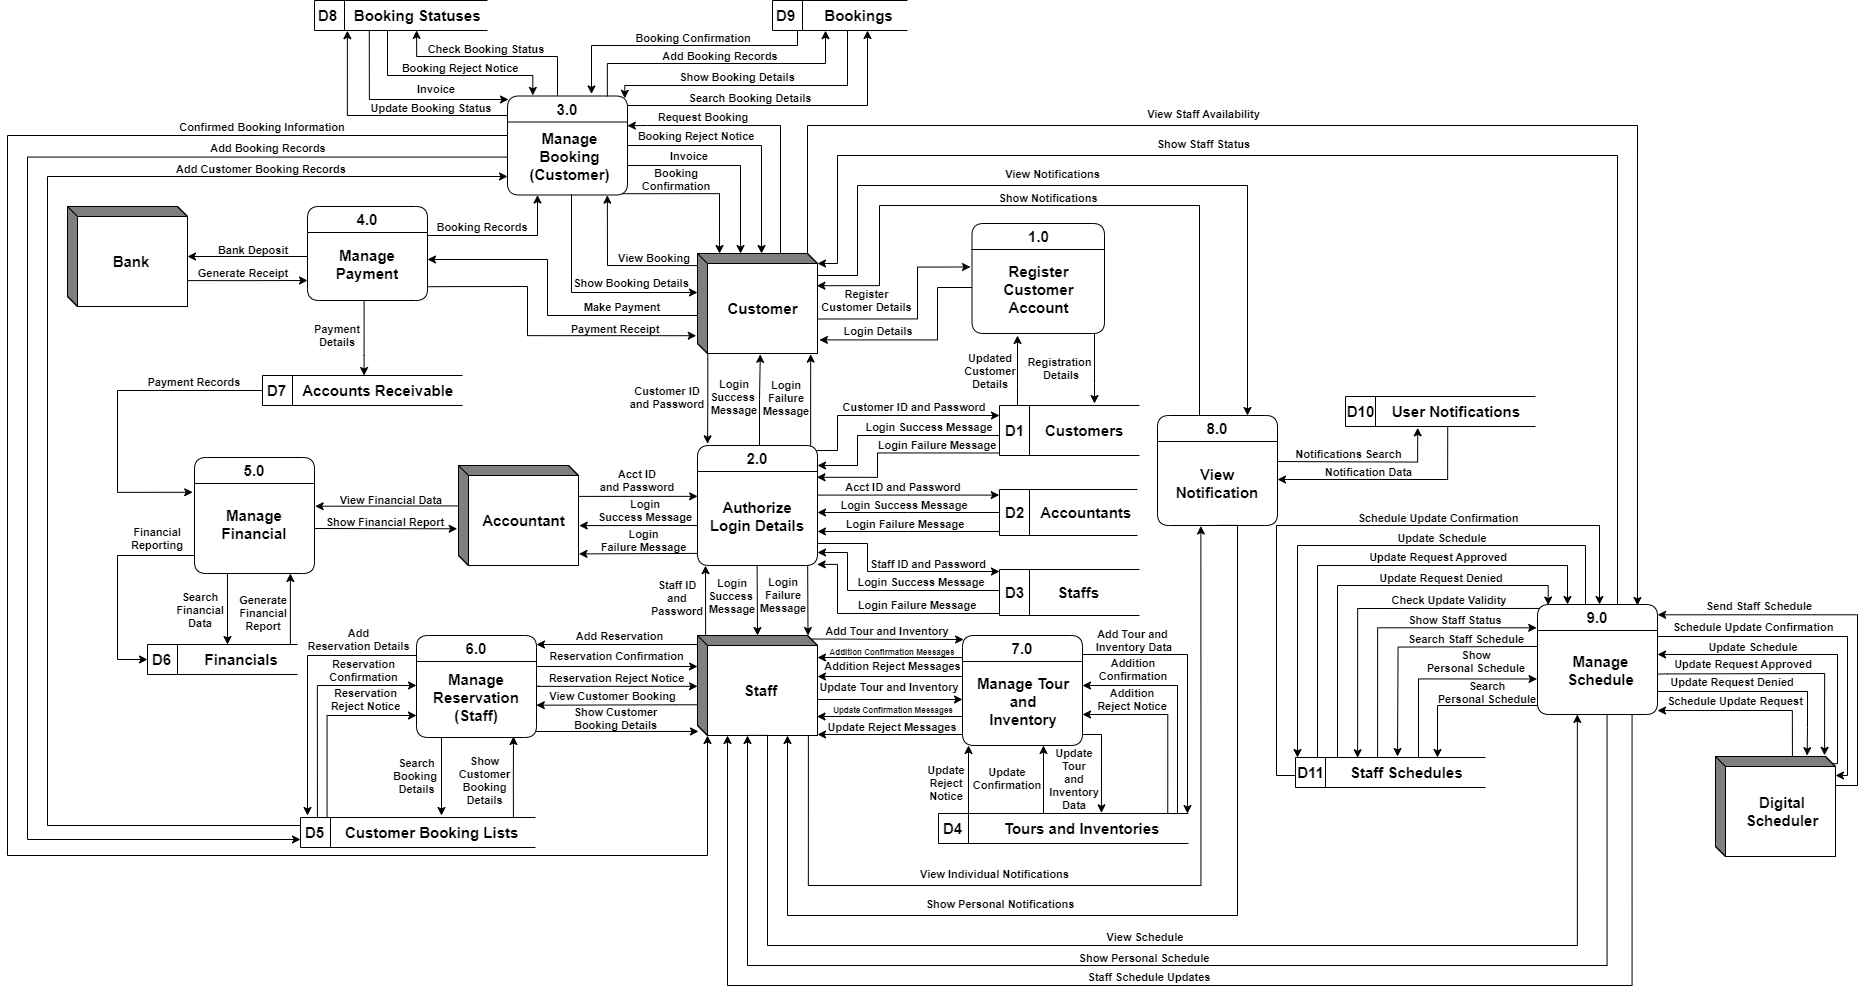 D8
Booking Statuses
D9
Bookings
Booking Confirmation
Check Booking Status
Add Booking Records
Booking Reject Notice
Show Booking Details
Invoice
Search Booking Details
Update Booking Status
3.0
Manage
Booking
(Customer)
Request Booking
View Staff Availability
Confirmed Booking Information
Booking Reject Notice
Add Booking Records
Invoice
Show Staff Status
Add Customer Booking Records
Booking
Confirmation
View Notifications
Show Notifications
Bank
Bank Deposit
Generate Receipt
4.0
Manage
Payment
Booking Records
View Booking
Show Booking Details
Make Payment
Payment Receipt
Customer
Register
Customer Details
Login Details
1.0
Register
Customer
Account
Payment
Details
Updated
Customer
Details
Registration
Details
Payment Records
D7
Accounts Receivable
Customer ID
and Password
Login
Success
Message
Login
Failure
Message
Customer ID and Password
Login Success Message
Login Failure Message
D1
Customers
8.0
View
Notification
D10
User Notifications
Notifications Search
Notification Data
5.0
Manage
Financial
View Financial Data
Show Financial Report
Accountant
Acct ID
and Password
Login
Success Message
Login
Failure Message
2.0
Authorize
Login Details
Acct ID and Password
Login Success Message
Login Failure Message
D2
Accountants
Financial
Reporting
Search
Financial
Data
Generate
Financial
Report
Staff ID
and
Password
Login
Success
Message
Login
Failure
Message
Staff ID and Password
Login Success Message
Login Failure Message
D3
Staffs
Schedule Update Confirmation
Update Schedule
Update Request Approved
Update Request Denied
Check Update Validity
Show Staff Status
Search Staff Schedule
Show
Personal Schedule
Search
Personal Schedule
9.0
Manage
Schedule
Send Staff Schedule
Schedule Update Confirmation
Update Schedule
Update Request Approved
Update Request Denied
Schedule Update Request
D6
Financials
Add
Reservation Details
Reservation
Confirmation
Reservation
Reject Notice
6.0
Manage
Reservation
(Staff)
Add Reservation
Reservation Confirmation
Reservation Reject Notice
View Customer Booking
Show Customer
Booking Details
Staff
Add Tour and Inventory
Addition Confirmation Messages
Addition Reject Messages
Update Tour and Inventory
Update Confirmation Messages
Update Reject Messages
7.0
Manage Tour
and
Inventory
Add Tour and
Inventory Data
Addition
Confirmation
Addition
Reject Notice
Search
Booking
Details
Show
Customer
Booking
Details
Update
Reject
Notice
Update
Confirmation
Update
Tour
and
Inventory
Data
D11
Staff Schedules
Digital
Scheduler
D5
Customer Booking Lists
D4
Tours and Inventories
View Individual Notifications
Show Personal Notifications
View Schedule
Show Personal Schedule
Staff Schedule Updates